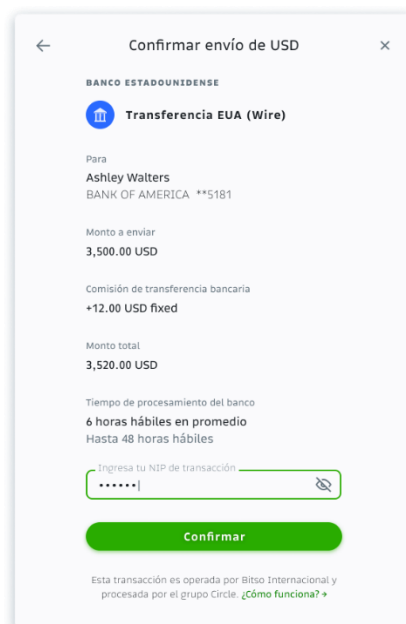 Confirmar envío de USD
BANCO ESTADOUNIDENSE
Transferencia EUA (Wire)
Para
Ashley Walters
BANK OF AMERICA **5181
Monto a enviar
3,500.00 USD
Comisión de transferencia bancaria
+12.00 USD fixed
Monto total
3,520.00 USD
Tiempo de procesamiento del banco
6 horas hábiles en promedio
Hasta 48 horas hábiles
Ingresa tu NIP de transacción
••••••
Confirmar
Esta transacción es operada por Bitso Internacional y
procesada por el grupo Circle. ¿Cómo funciona? →